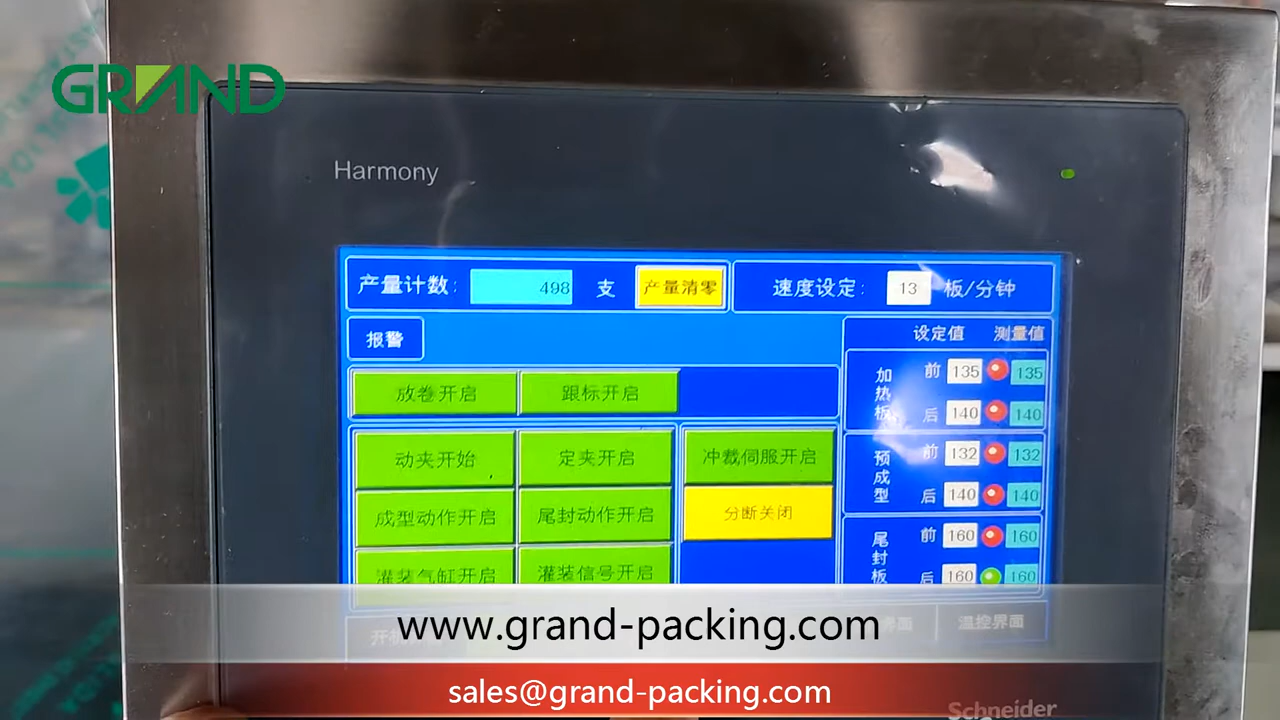 GRAND
Harmony
产量计数: 498 支 产量清零 速度设定: 13 板/分钟
报警 设定值 测量值
放卷开启 跟标开启
加热板 前 135 135
后 140 140
动夹开始 定夹开启 冲裁伺服开启
预成型 前 132 132
后 140 140
成型动作开启 尾封动作开启 分断关闭
尾封板 前 160 160
后 160 160
灌装气缸开启 灌装信号开启
温控界面
www.grand-packing.com
sales@grand-packing.com
Schneider